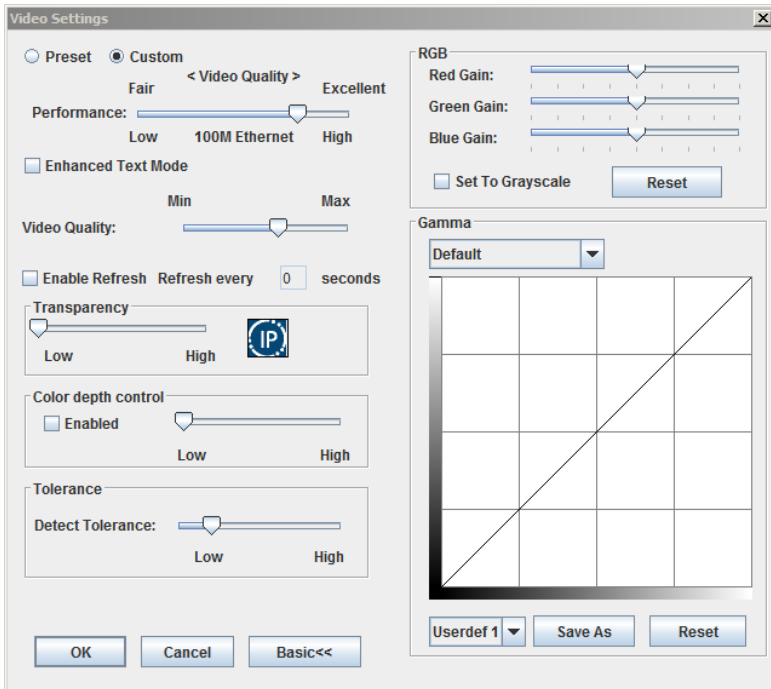 Video Settings
Preset
Custom
< Video Quality >
Fair
Excellent
Performance:
Low
100M Ethernet
High
Enhanced Text Mode
Min
Max
Video Quality:
Enable Refresh
Refresh every
0
seconds
Transparency
Low
High
IP
Color depth control
Enabled
Low
High
Tolerance
Detect Tolerance:
Low
High
OK
Cancel
Basic<<
RGB
Red Gain:
Green Gain:
Blue Gain:
Set To Grayscale
Reset
Gamma
Default
Userdef 1
Save As
Reset